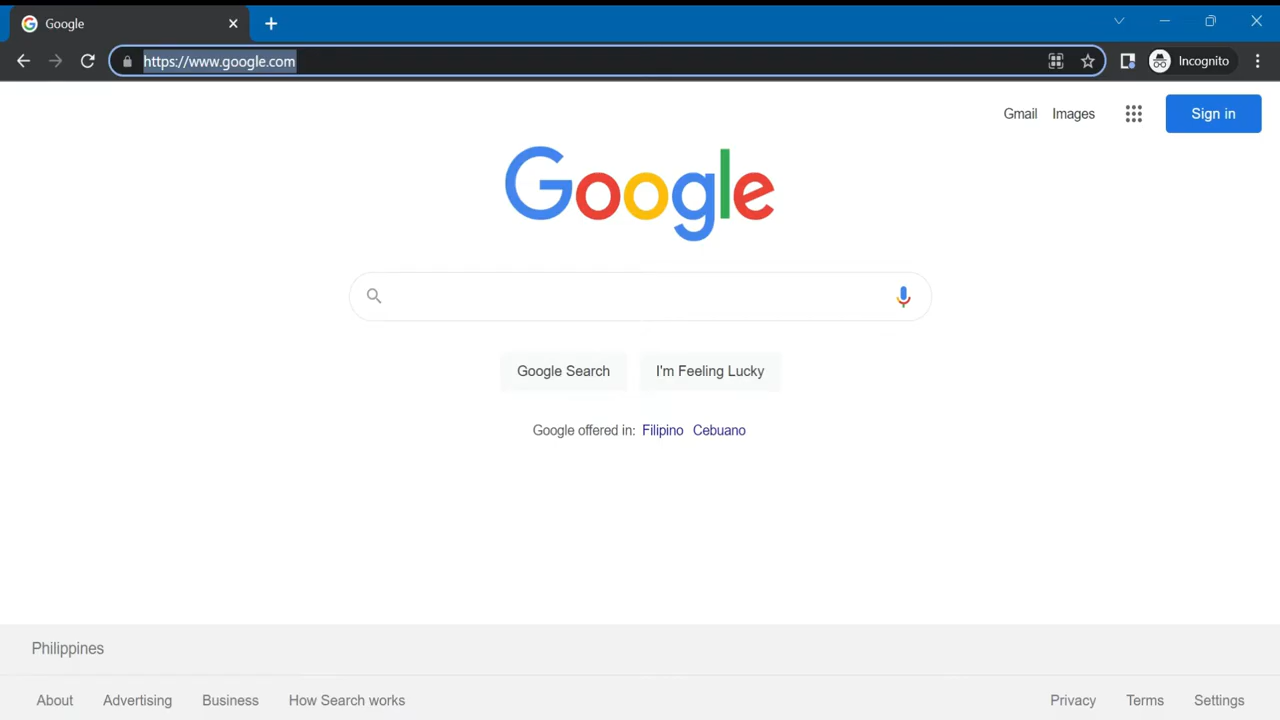 Google
https://www.google.com
Incognito
Gmail Images Sign in
Google
Google Search I'm Feeling Lucky
Google offered in: Filipino Cebuano
Philippines
About Advertising Business How Search works Privacy Terms Settings